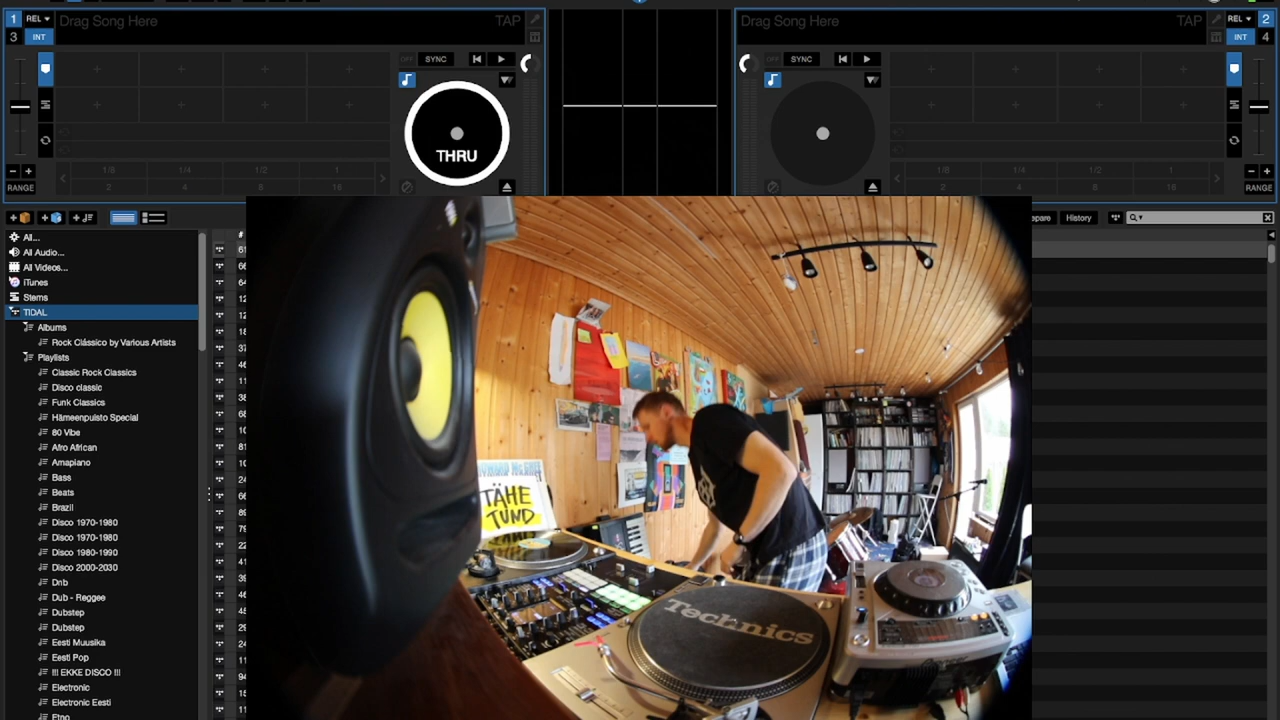 1 REL Drag Song Here TAP
3 INT
OFF SYNC
THRU
1/8 1/4 1/2 1
2 4 8 16
RANGE
Drag Song Here TAP REL 2
INT 4
OFF SYNC
1/8 1/4 1/2 1
2 4 8 16
RANGE
History
All...
All Audio...
All Videos...
iTunes
Stems
TIDAL
Albums
Rock Clássico by Various Artists
Playlists
Classic Rock Classics
Disco classic
Funk Classics
Hämeenpuisto Special
80 Vibe
Afro African
Amapiano
Bass
Beats
Brazil
Disco 1970-1980
Disco 1970-1980
Disco 1980-1990
Disco 2000-2030
Dnb
Dub - Reggee
Dubstep
Dubstep
Eesti Muusika
Eesti Pop
!!! EKKE DISCO !!!
Electronic
Electronic Eesti
Etno
#
TÄHE
TUND
Technics